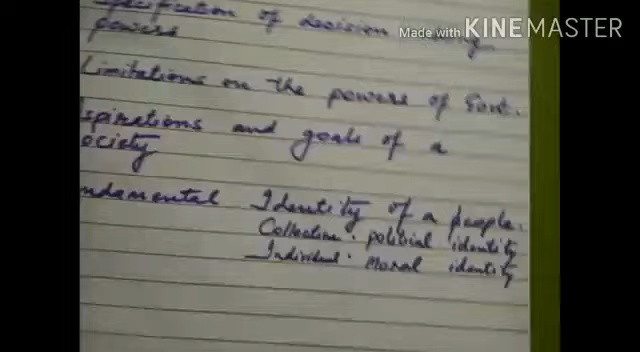 specification of decision making
powers
Made with KINEMASTER
Limitations on the powers of Govt.
spirations and goals of a
ociety
ndamental Identity of a people.
Collective . political identity
Individual . Moral identity